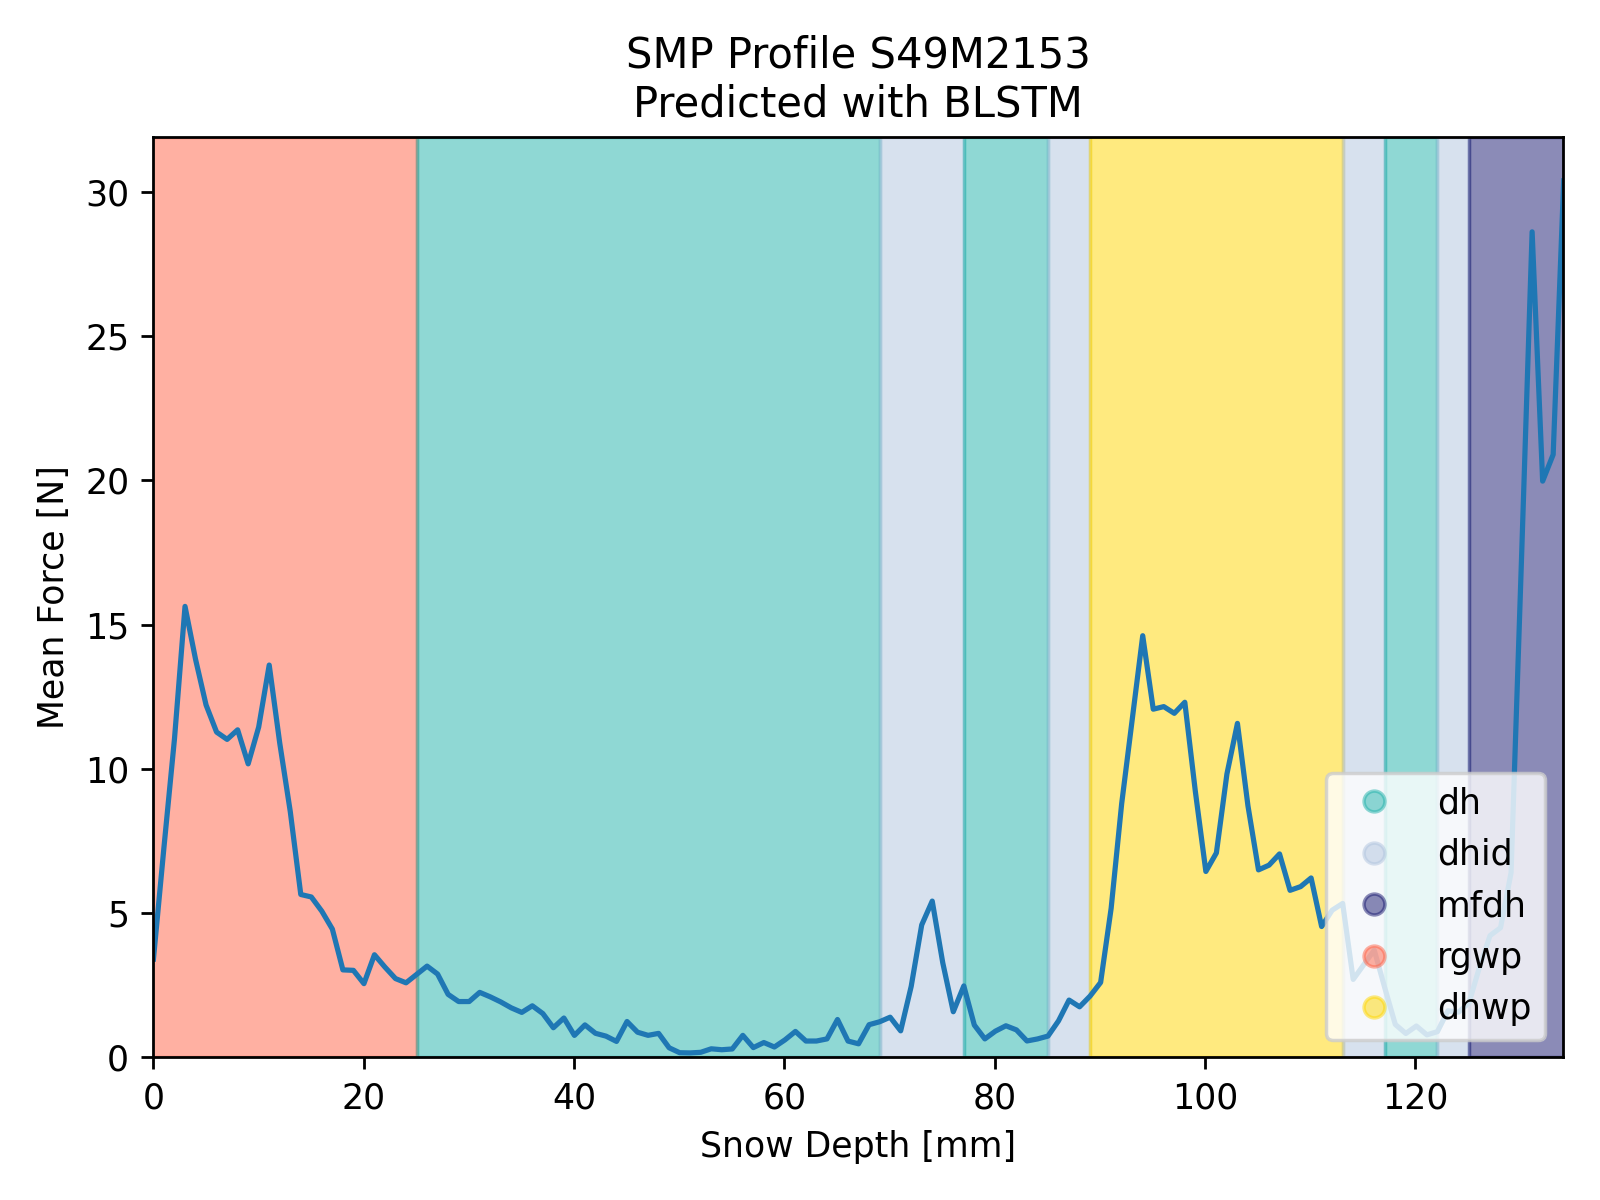 SMP Profile S49M2153
Predicted with BLSTM
Mean Force [N]
30
25
20
15
10
5
0
0 20 40 60 80 100 120
Snow Depth [mm]
dh
dhid
mfdh
rgwp
dhwp